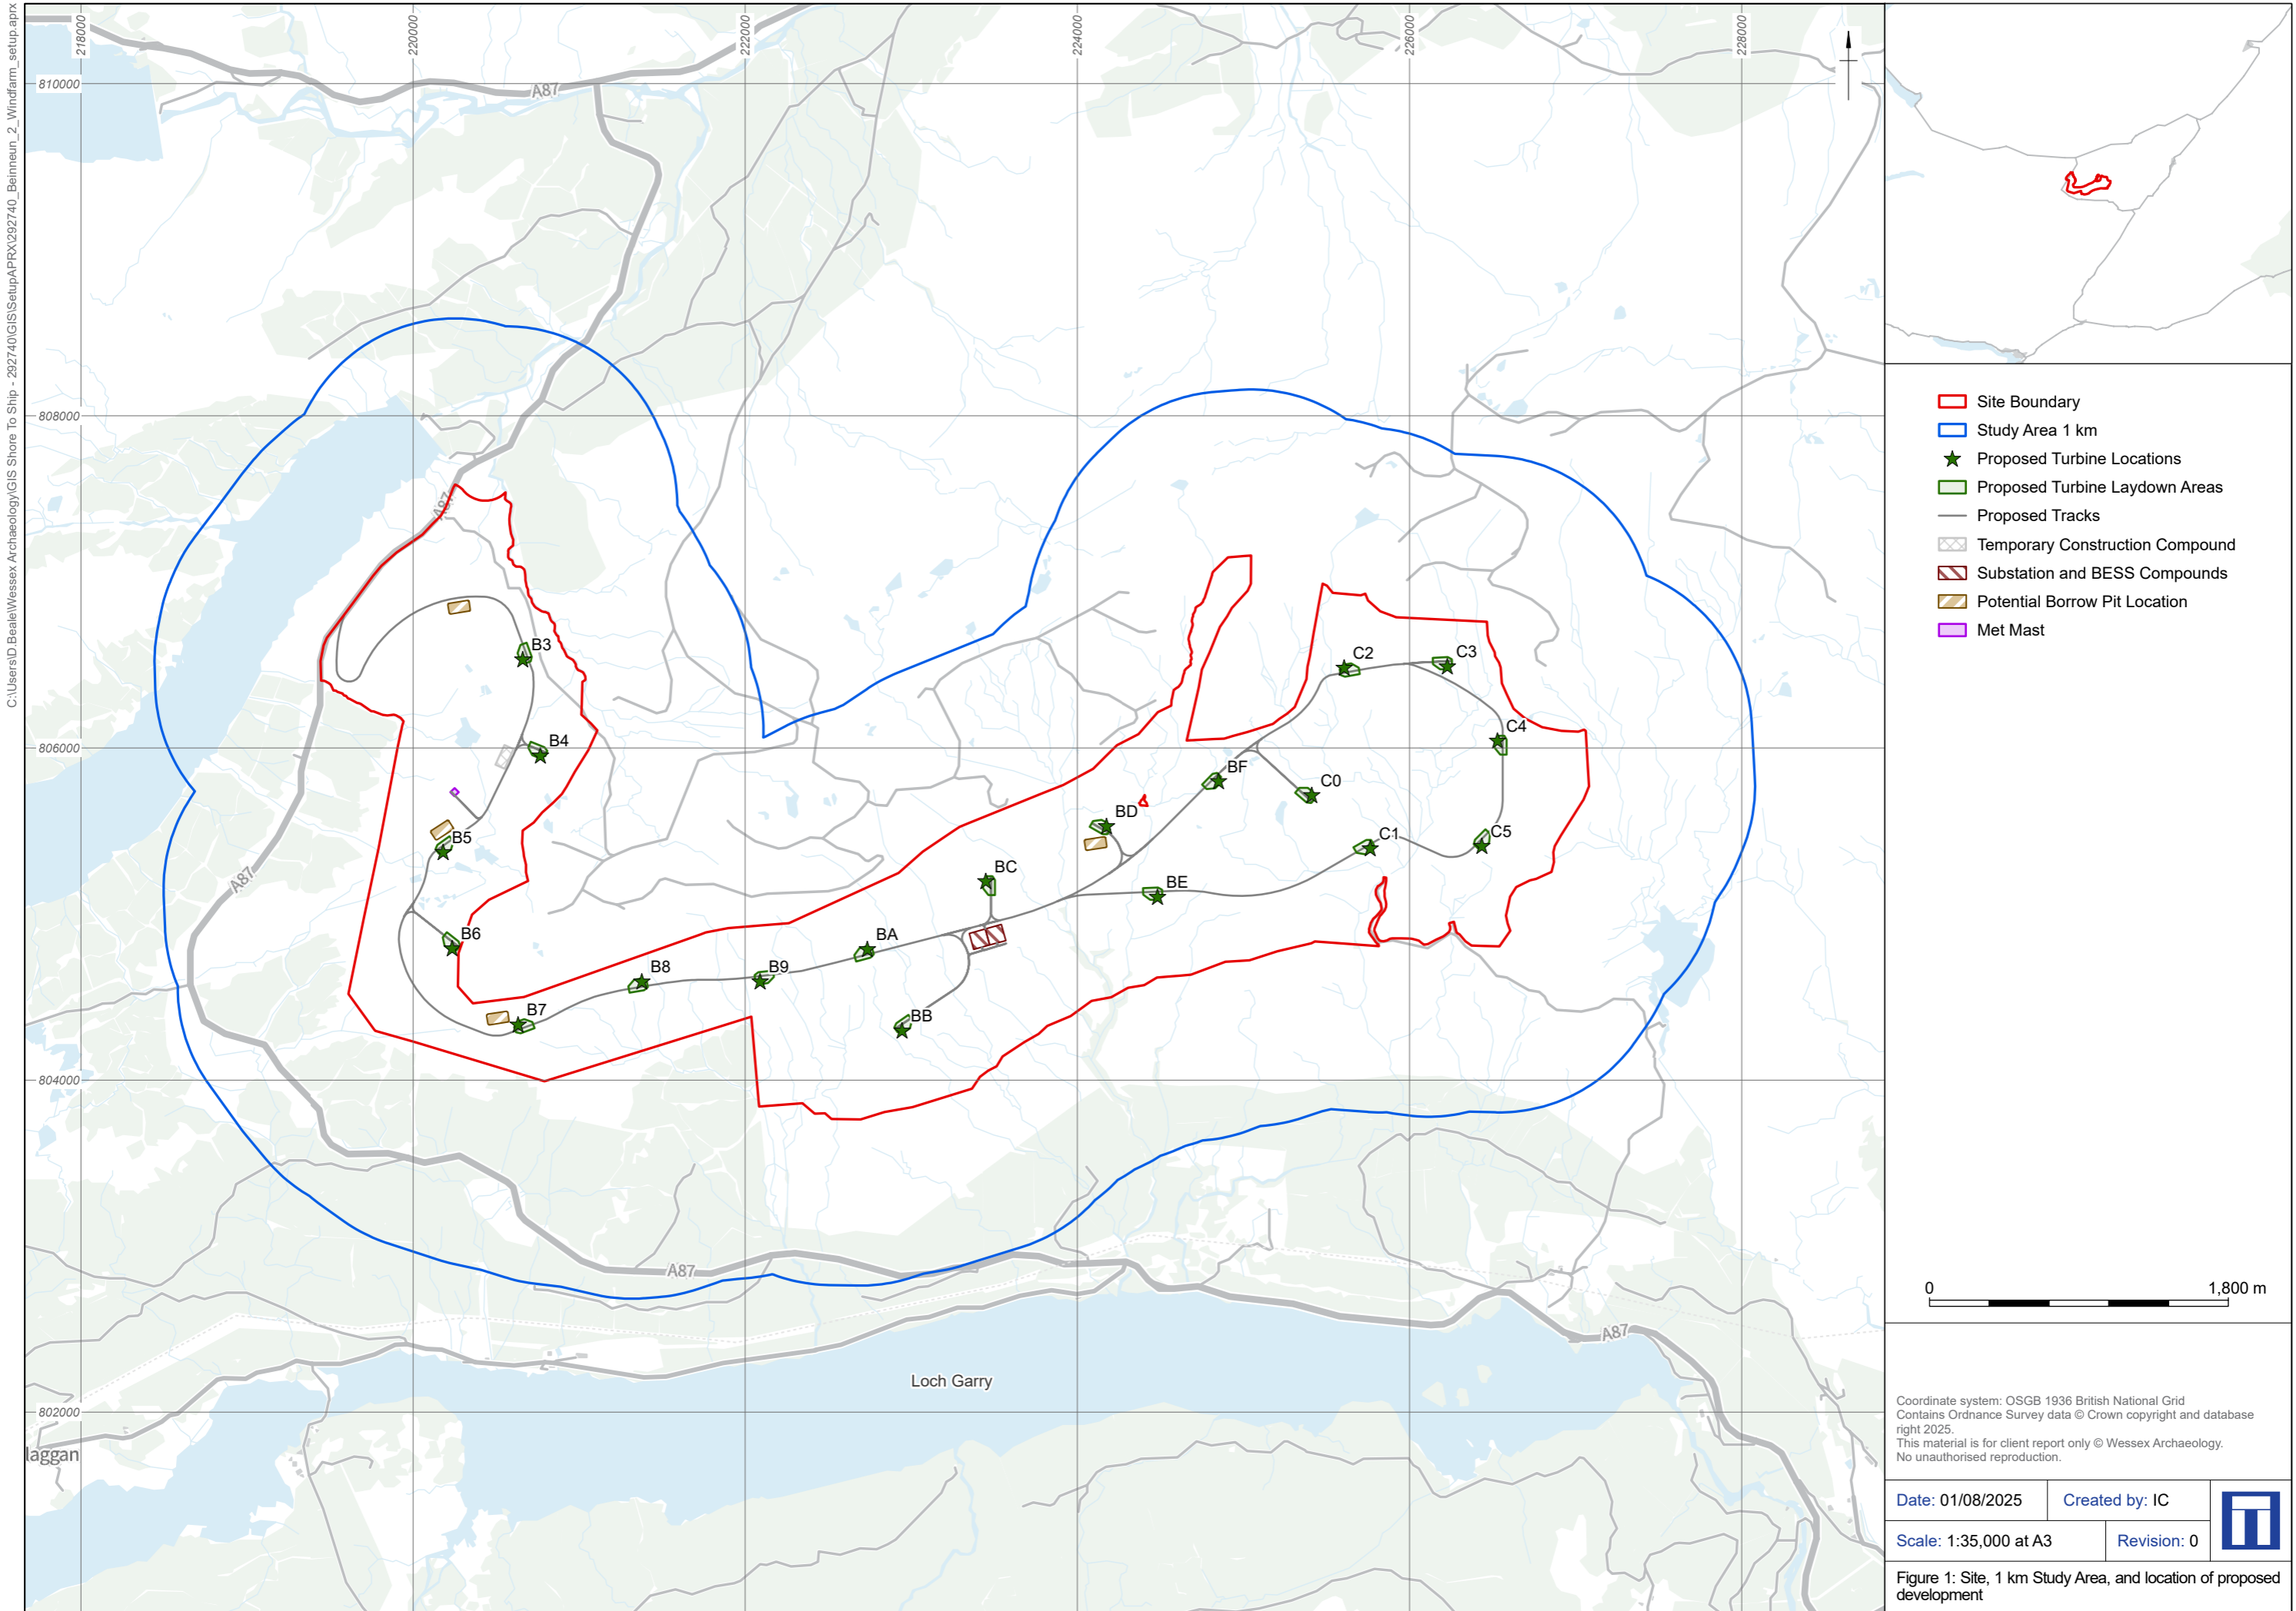 C:\Users\D.Beale\Wessex Archaeology\GIS Shore To Ship - 292740\GIS\Setup\APRX\292740_Beinneun_2_Windfarm_setup.aprx
218000
220000
222000
224000
226000
228000
810000
808000
806000
804000
802000
A87
A87
A87
A87
A87
B3
B4
B5
B6
B7
B8
B9
BA
BB
BC
BD
BE
BF
C0
C1
C2
C3
C4
C5
Loch Garry
laggan
Site Boundary
Study Area 1 km
Proposed Turbine Locations
Proposed Turbine Laydown Areas
Proposed Tracks
Temporary Construction Compound
Substation and BESS Compounds
Potential Borrow Pit Location
Met Mast
0 1,800 m
Coordinate system: OSGB 1936 British National Grid
Contains Ordnance Survey data © Crown copyright and database
right 2025.
This material is for client report only © Wessex Archaeology.
No unauthorised reproduction.
Date: 01/08/2025
Created by: IC
Scale: 1:35,000 at A3
Revision: 0
Figure 1: Site, 1 km Study Area, and location of proposed
development